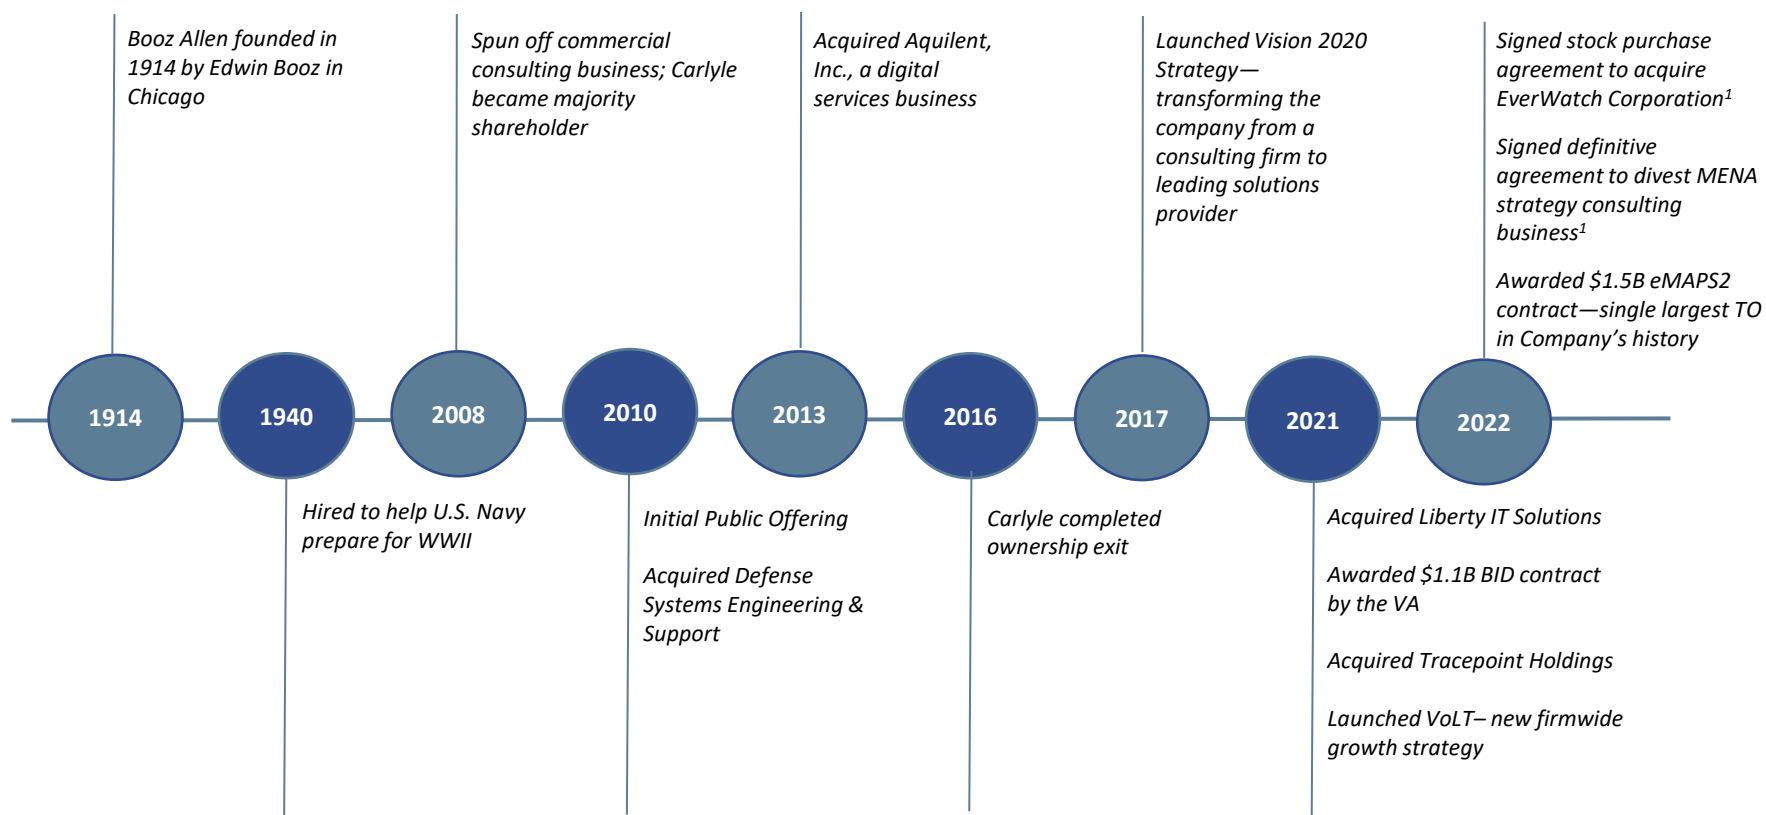 Booz Allen founded in
1914 by Edwin Booz in
Chicago
Spun off commercial
consulting business; Carlyle
became majority
shareholder
Acquired Aquilent,
Inc., a digital
services business
Launched Vision 2020
Strategy—
transforming the
company from a
consulting firm to
leading solutions
provider
Signed stock purchase
agreement to acquire
EverWatch Corporation¹
Signed definitive
agreement to divest MENA
strategy consulting
business¹
Awarded $1.5B eMAPS2
contract—single largest TO
in Company’s history
1914
1940
2008
2010
2013
2016
2017
2021
2022
Hired to help U.S. Navy
prepare for WWII
Initial Public Offering
Acquired Defense
Systems Engineering &
Support
Carlyle completed
ownership exit
Acquired Liberty IT Solutions
Awarded $1.1B BID contract
by the VA
Acquired Tracepoint Holdings
Launched VoLT– new firmwide
growth strategy